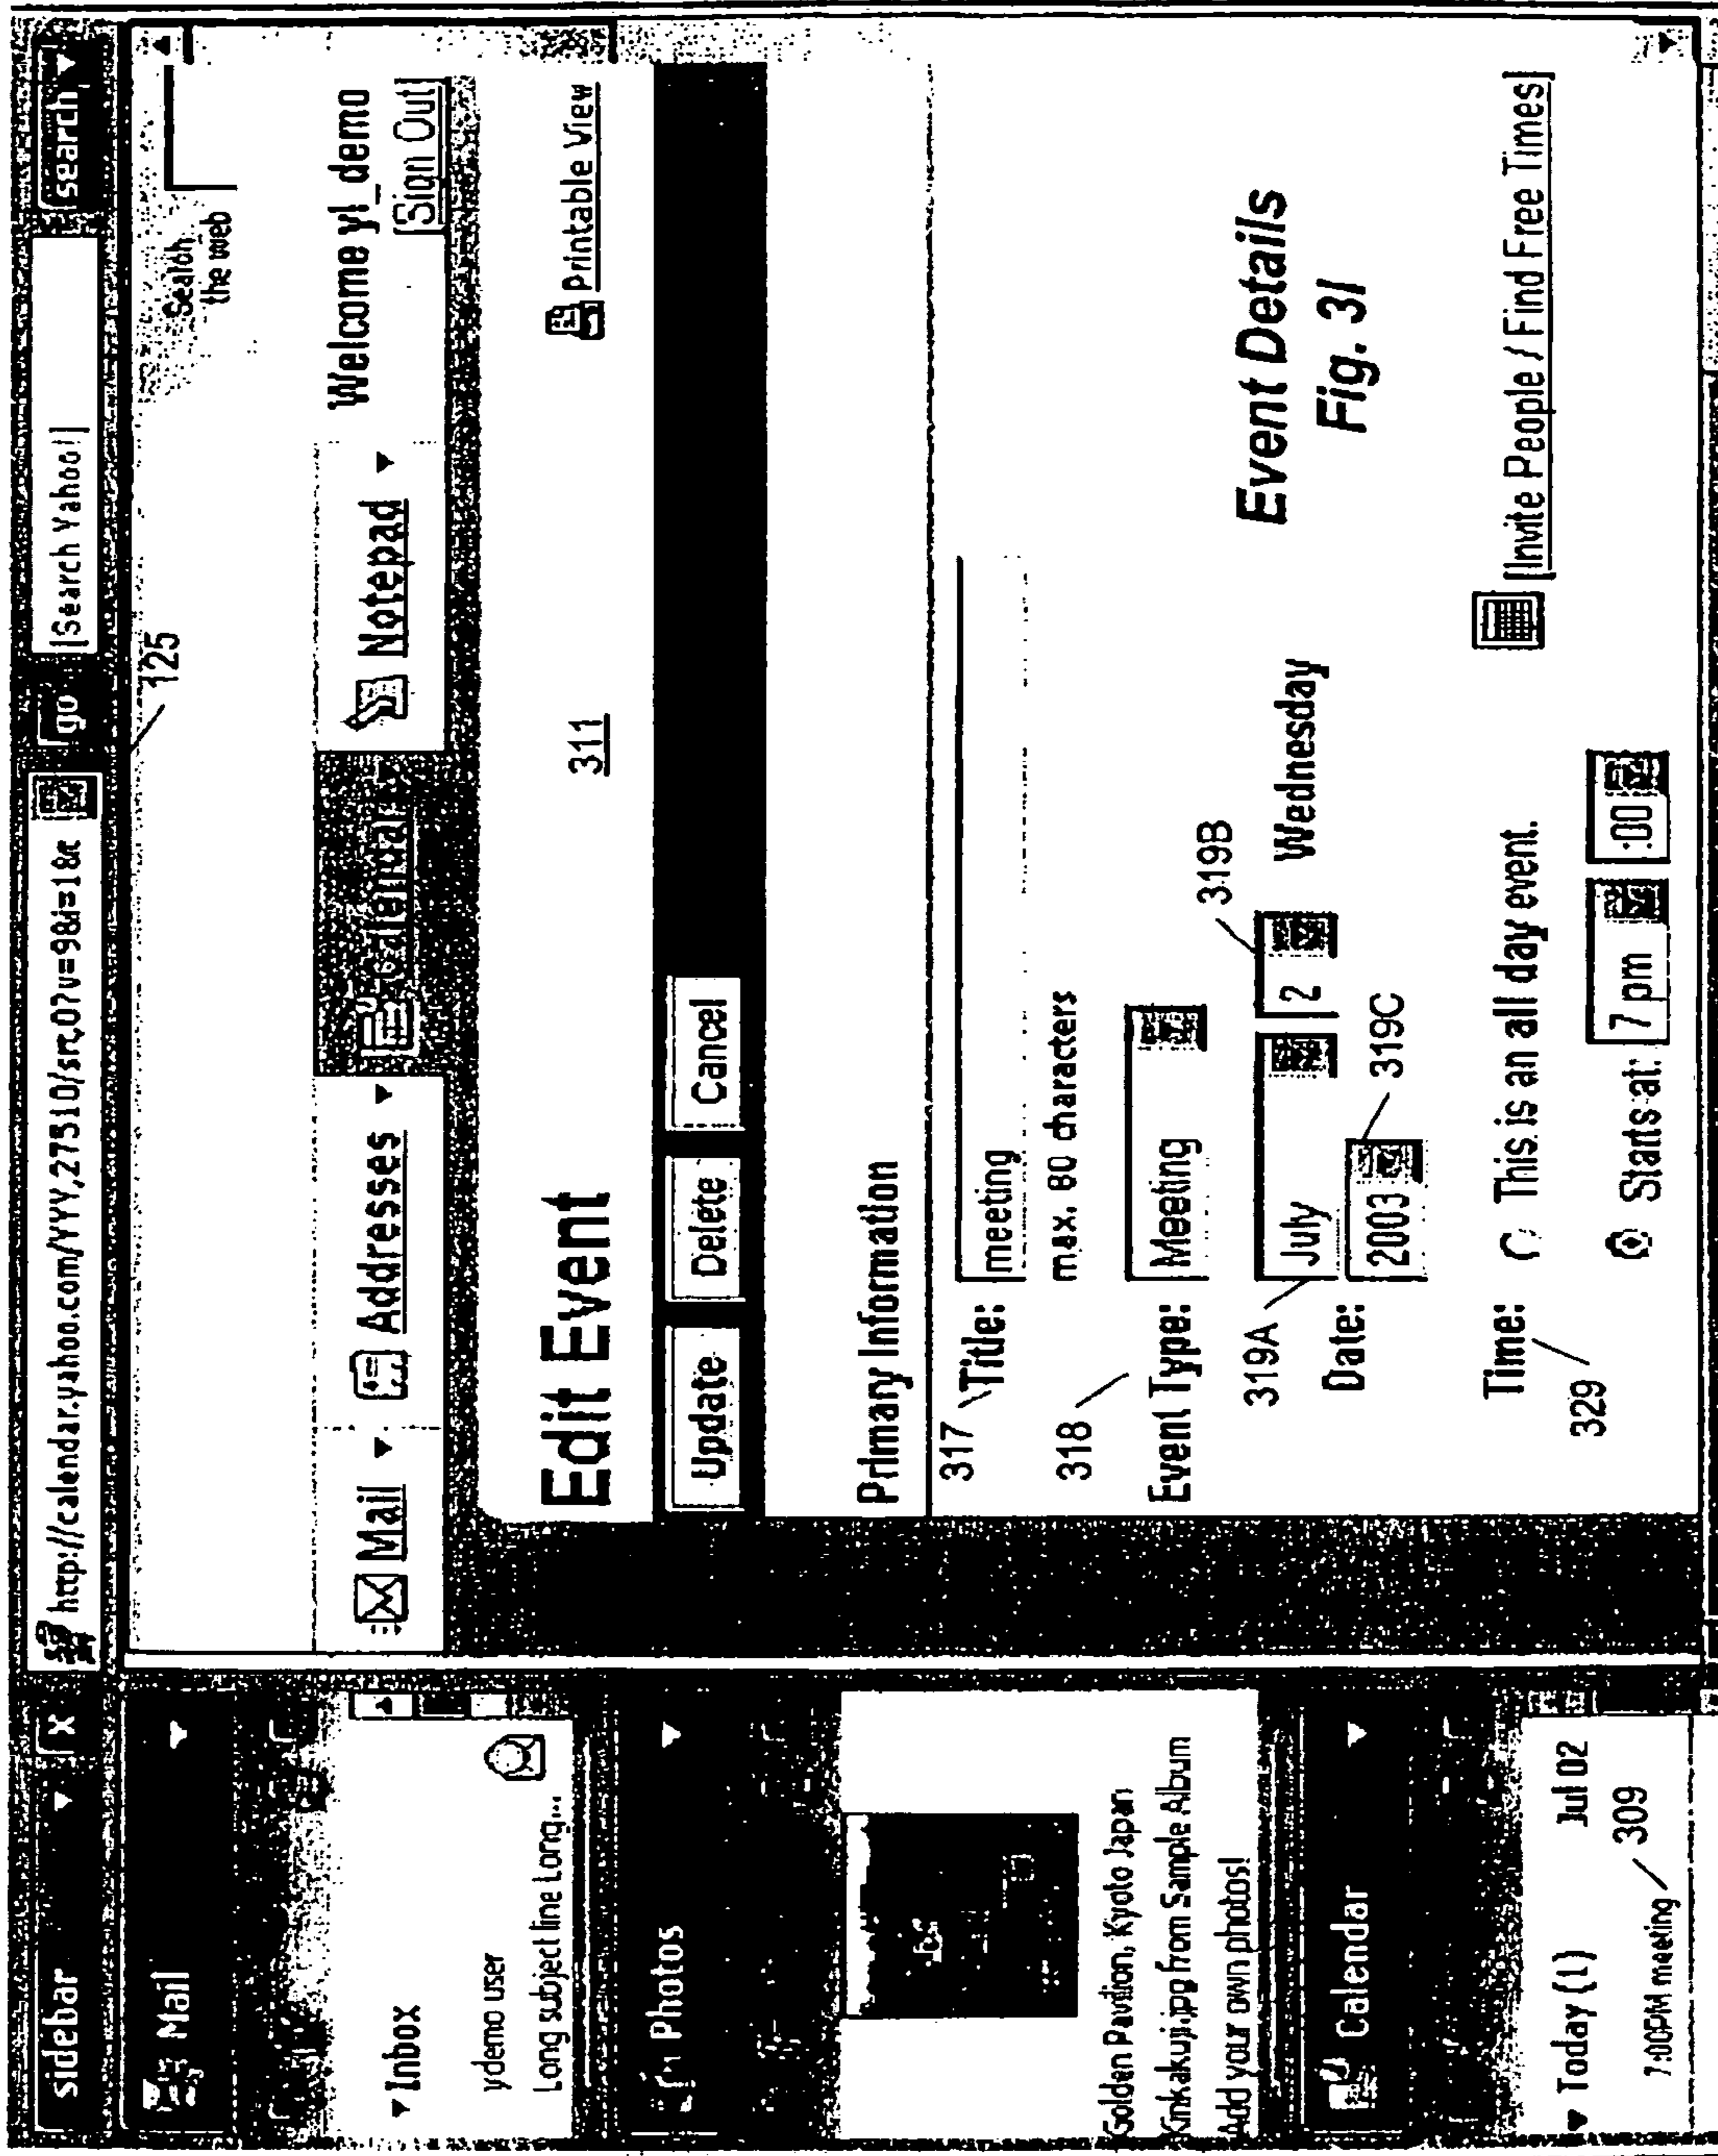 sidebar X
http://calendar.yahoo.com/YYY,27510/src,0?v=9&i=1&t go [Search Yahoo!] search
125
Mail
Inbox
ydemo user
Long subject line Long...
Photos
Golden Pavilion, Kyoto Japan
Kinkakuji.jpg from Sample Album
Add your own photos!
Calendar
Today (1) Jul 02
7:00PM meeting 309
Search
the web
Mail Addresses Calendar Notepad
Welcome y!_demo
[Sign Out]
Edit Event 311 Printable View
Update Delete Cancel
Primary Information
317 Title: meeting
max. 80 characters
318
Event Type: Meeting
319A 319B
Date: July 2 Wednesday
2003 319C
Event Details
Fig. 3I
Time: This is an all day event.
329
Starts at: 7 pm :00
[Invite People / Find Free Times]